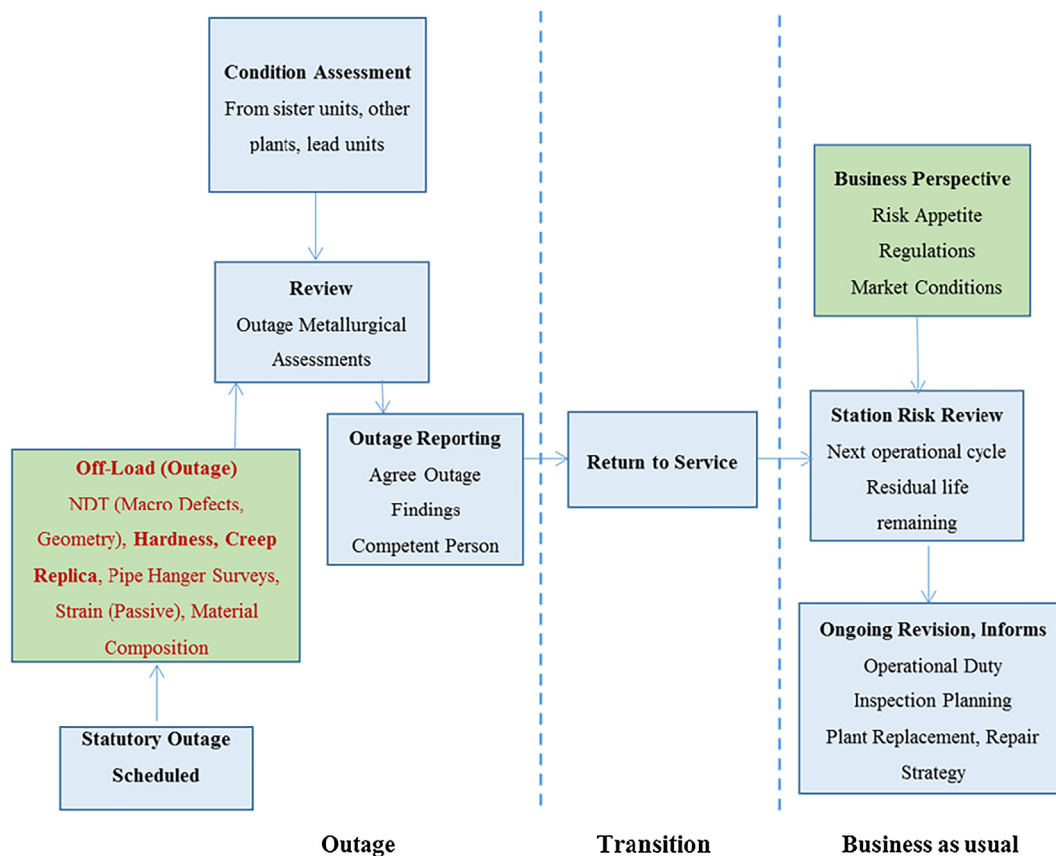 Condition Assessment
From sister units, other
plants, lead units
Review
Outage Metallurgical
Assessments
Off-Load (Outage)
NDT (Macro Defects,
Geometry), Hardness, Creep
Replica, Pipe Hanger Surveys,
Strain (Passive), Material
Composition
Statutory Outage
Scheduled
Outage Reporting
Agree Outage
Findings
Competent Person
Return to Service
Business Perspective
Risk Appetite
Regulations
Market Conditions
Station Risk Review
Next operational cycle
Residual life
remaining
Ongoing Revision, Informs
Operational Duty
Inspection Planning
Plant Replacement, Repair
Strategy
Outage
Transition
Business as usual